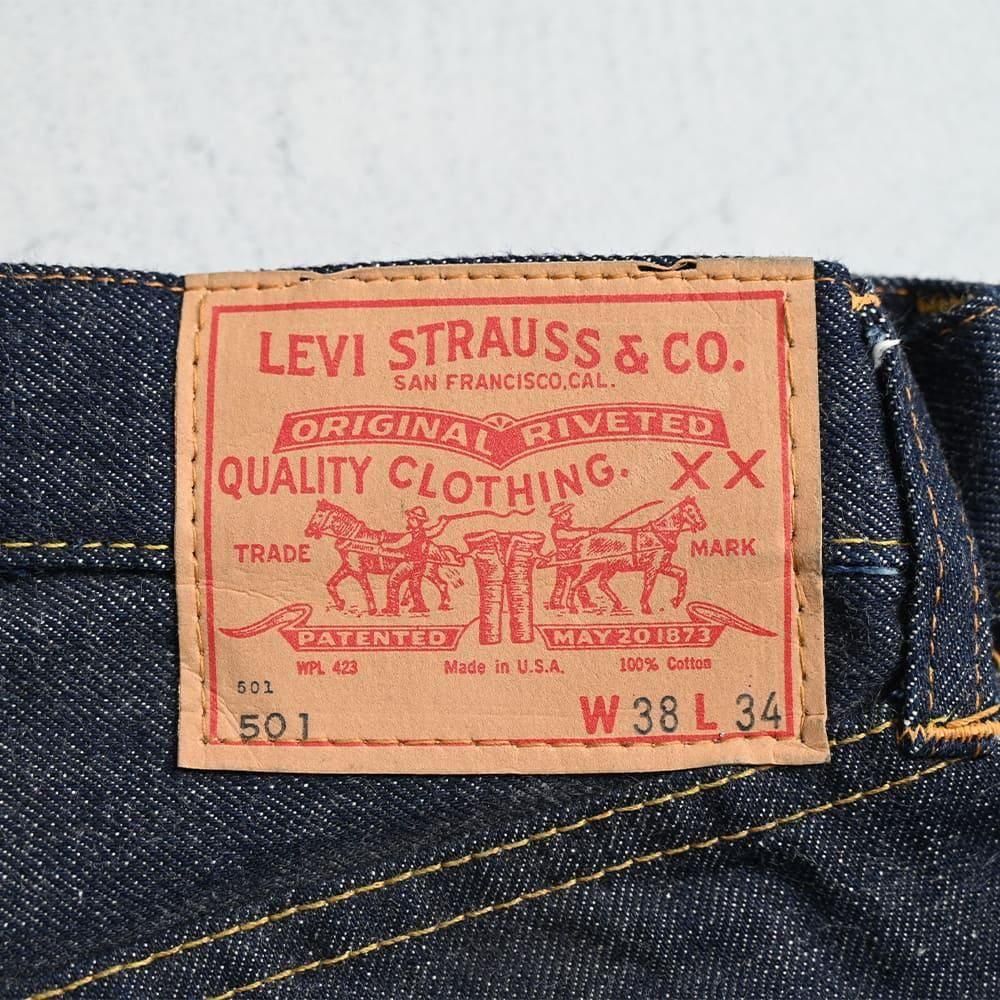 LEVI STRAUSS & CO.
SAN FRANCISCO, CAL.
ORIGINAL RIVETED
QUALITY CLOTHING. XX
TRADE MARK
PATENTED MAY 20 1873
WPL 423 Made in U.S.A. 100% Cotton
501
501 W 38 L 34